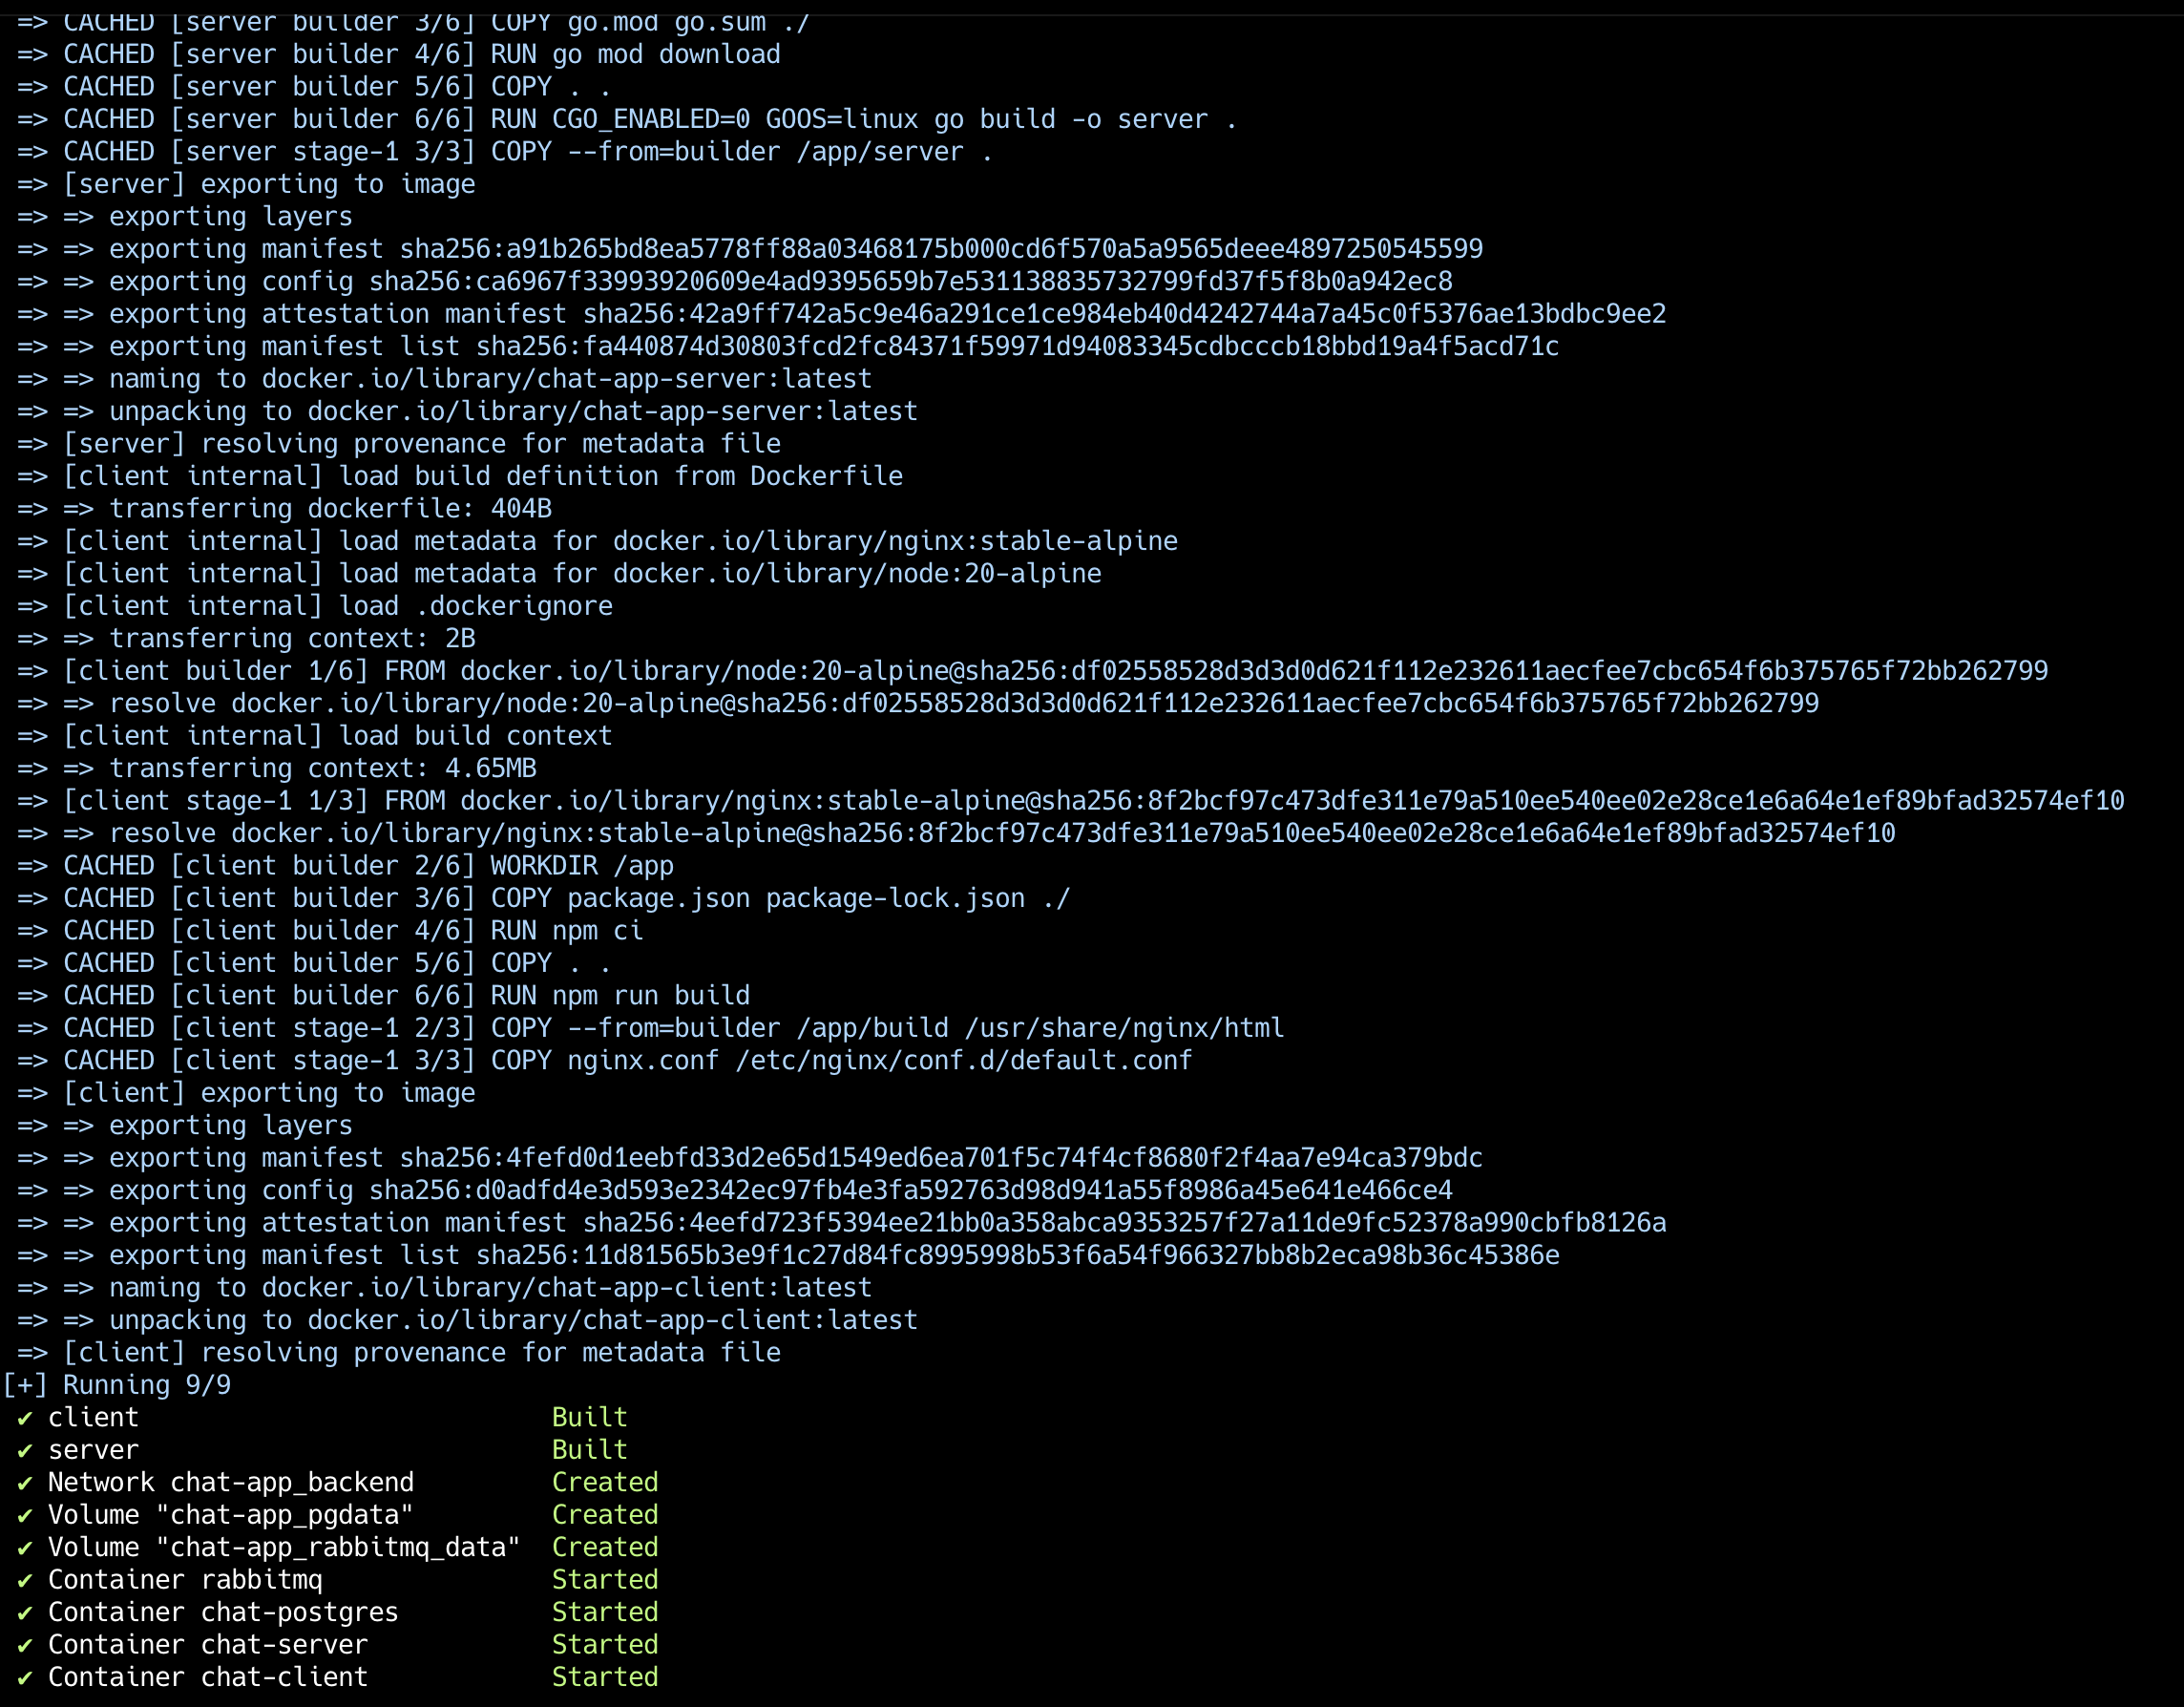 => CACHED [server builder 3/6] COPY go.mod go.sum ./
=> CACHED [server builder 4/6] RUN go mod download
=> CACHED [server builder 5/6] COPY . .
=> CACHED [server builder 6/6] RUN CGO_ENABLED=0 GOOS=linux go build -o server .
=> CACHED [server stage-1 3/3] COPY --from=builder /app/server .
=> [server] exporting to image
=> => exporting layers
=> => exporting manifest sha256:a91b265bd8ea5778ff88a03468175b000cd6f570a5a9565deee4897250545599
=> => exporting config sha256:ca6967f33993920609e4ad9395659b7e531138835732799fd37f5f8b0a942ec8
=> => exporting attestation manifest sha256:42a9ff742a5c9e46a291ce1ce984eb40d4242744a7a45c0f5376ae13bdbc9ee2
=> => exporting manifest list sha256:fa440874d30803fcd2fc84371f59971d94083345cdbcccb18bbd19a4f5acd71c
=> => naming to docker.io/library/chat-app-server:latest
=> => unpacking to docker.io/library/chat-app-server:latest
=> [server] resolving provenance for metadata file
=> [client internal] load build definition from Dockerfile
=> => transferring dockerfile: 404B
=> [client internal] load metadata for docker.io/library/nginx:stable-alpine
=> [client internal] load metadata for docker.io/library/node:20-alpine
=> [client internal] load .dockerignore
=> => transferring context: 2B
=> [client builder 1/6] FROM docker.io/library/node:20-alpine@sha256:df02558528d3d3d0d621f112e232611aecfee7cbc654f6b375765f72bb262799
=> => resolve docker.io/library/node:20-alpine@sha256:df02558528d3d3d0d621f112e232611aecfee7cbc654f6b375765f72bb262799
=> [client internal] load build context
=> => transferring context: 4.65MB
=> [client stage-1 1/3] FROM docker.io/library/nginx:stable-alpine@sha256:8f2bcf97c473dfe311e79a510ee540ee02e28ce1e6a64e1ef89bfad32574ef10
=> => resolve docker.io/library/nginx:stable-alpine@sha256:8f2bcf97c473dfe311e79a510ee540ee02e28ce1e6a64e1ef89bfad32574ef10
=> CACHED [client builder 2/6] WORKDIR /app
=> CACHED [client builder 3/6] COPY package.json package-lock.json ./
=> CACHED [client builder 4/6] RUN npm ci
=> CACHED [client builder 5/6] COPY . .
=> CACHED [client builder 6/6] RUN npm run build
=> CACHED [client stage-1 2/3] COPY --from=builder /app/build /usr/share/nginx/html
=> CACHED [client stage-1 3/3] COPY nginx.conf /etc/nginx/conf.d/default.conf
=> [client] exporting to image
=> => exporting layers
=> => exporting manifest sha256:4fefd0d1eebfd33d2e65d1549ed6ea701f5c74f4cf8680f2f4aa7e94ca379bdc
=> => exporting config sha256:d0adfd4e3d593e2342ec97fb4e3fa592763d98d941a55f8986a45e641e466ce4
=> => exporting attestation manifest sha256:4eefd723f5394ee21bb0a358abca9353257f27a11de9fc52378a990cbfb8126a
=> => exporting manifest list sha256:11d81565b3e9f1c27d84fc8995998b53f6a54f966327bb8b2eca98b36c45386e
=> => naming to docker.io/library/chat-app-client:latest
=> => unpacking to docker.io/library/chat-app-client:latest
=> [client] resolving provenance for metadata file
[+] Running 9/9
✔ client Built
✔ server Built
✔ Network chat-app_backend Created
✔ Volume "chat-app_pgdata" Created
✔ Volume "chat-app_rabbitmq_data" Created
✔ Container rabbitmq Started
✔ Container chat-postgres Started
✔ Container chat-server Started
✔ Container chat-client Started